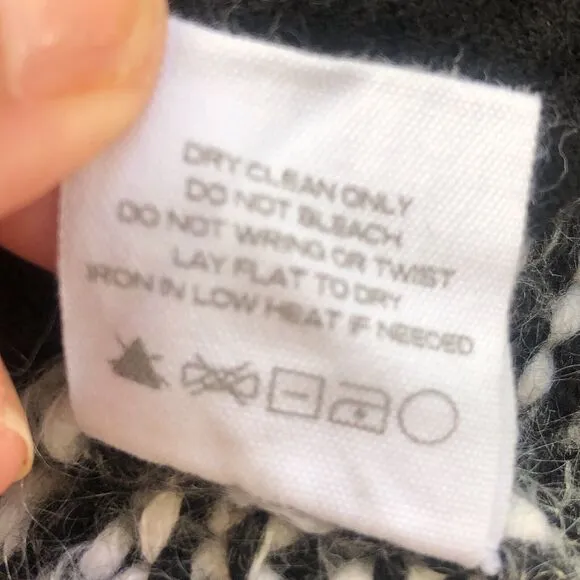 DRY CLEAN ONLY
DO NOT BLEACH
DO NOT WRING OR TWIST
LAY FLAT TO DRY
IRON IN LOW HEAT IF NEEDED